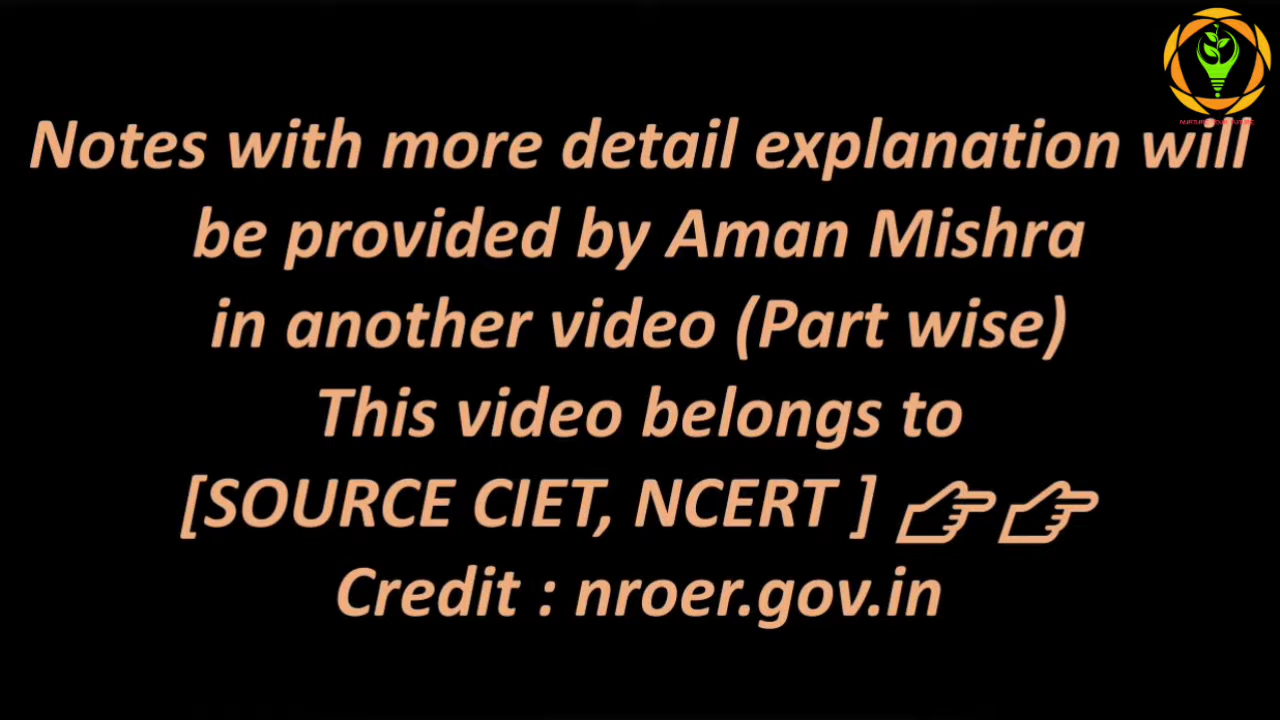 Notes with more detail explanation will
be provided by Aman Mishra
in another video (Part wise)
This video belongs to
[SOURCE CIET, NCERT ]
Credit : nroer.gov.in